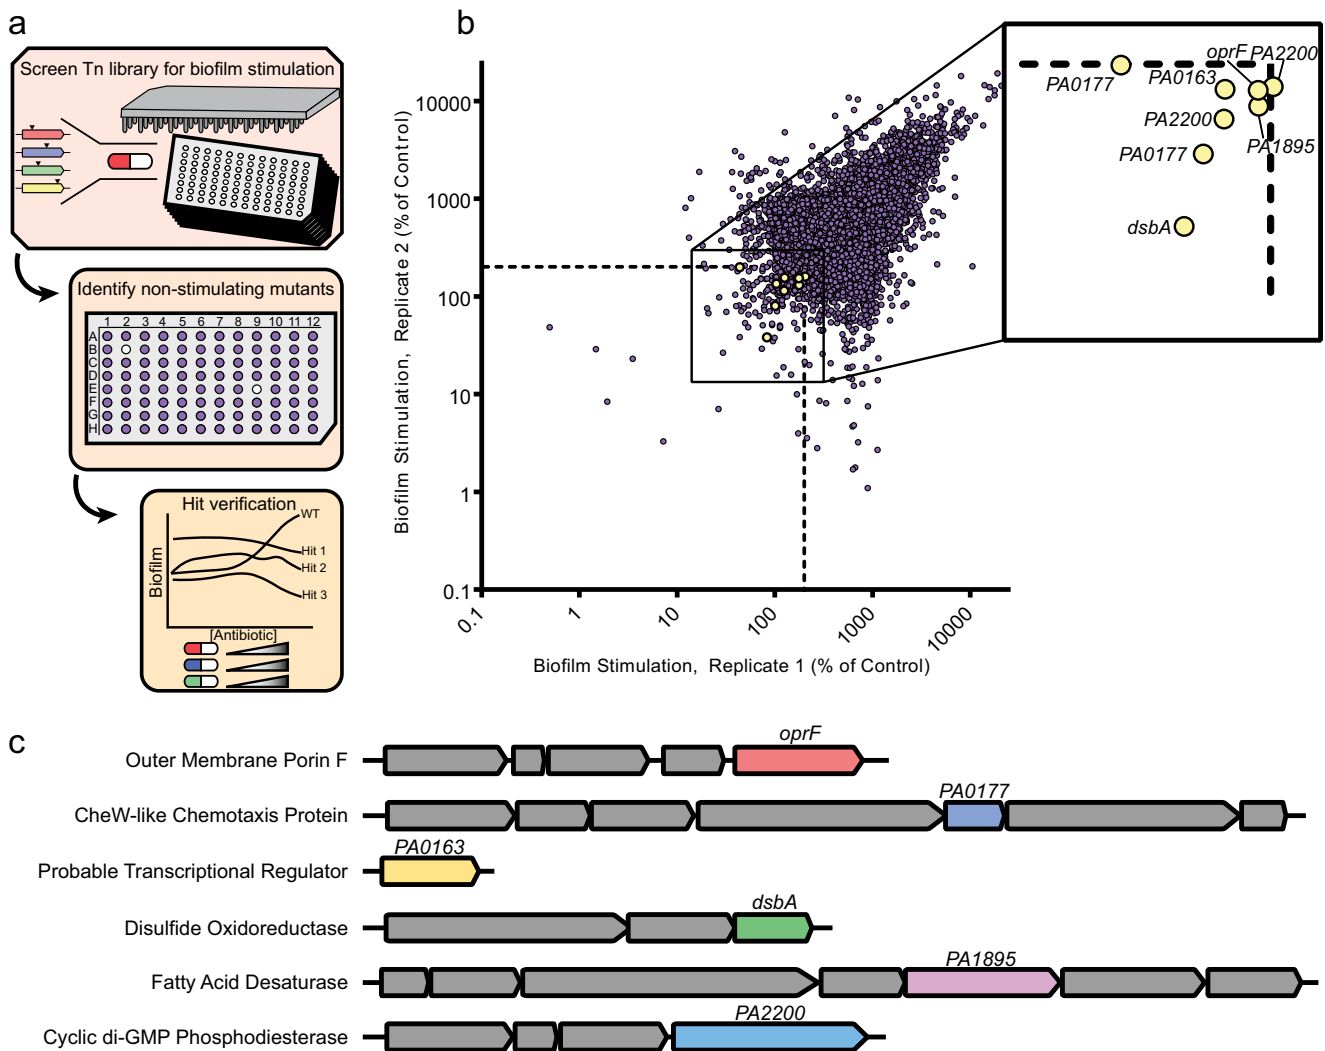 a
Screen Tn library for biofilm stimulation
Identify non-stimulating mutants
1 2 3 4 5 6 7 8 9 10 11 12
A
B
C
D
E
F
G
H
Hit verification
WT
Hit 1
Hit 2
Hit 3
Biofilm
[Antibiotic]
b
Biofilm Stimulation, Replicate 2 (% of Control)
10000
1000
100
10
1
0.1
0.1 1 10 100 1000 10000
Biofilm Stimulation, Replicate 1 (% of Control)
oprF PA2200
PA0177 PA0163
PA2200
PA1895
PA0177
dsbA
c
oprF
Outer Membrane Porin F
PA0177
CheW-like Chemotaxis Protein
PA0163
Probable Transcriptional Regulator
dsbA
Disulfide Oxidoreductase
PA1895
Fatty Acid Desaturase
PA2200
Cyclic di-GMP Phosphodiesterase